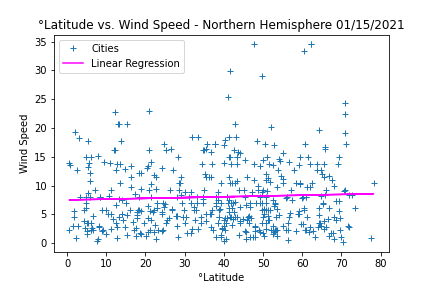 °Latitude vs. Wind Speed - Northern Hemisphere 01/15/2021
Cities
Linear Regression
Wind Speed
35
30
25
20
15
10
5
0
0 10 20 30 40 50 60 70 80
°Latitude